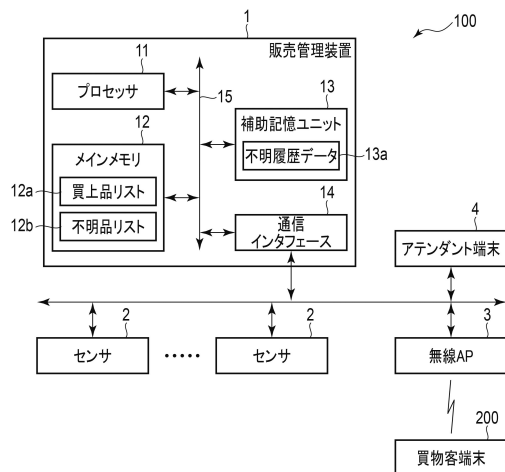 1
100
販売管理装置
11
プロセッサ
15
13
補助記憶ユニット
不明履歴データ
13a
12
メインメモリ
12a
買上品リスト
12b
不明品リスト
14
通信
インタフェース
4
アテンダント端末
2
センサ
2
センサ
3
無線AP
200
買物客端末